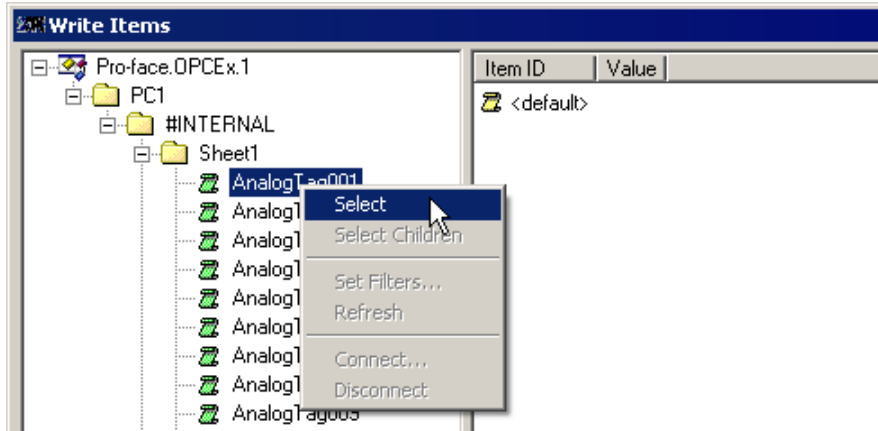 Write Items
Pro-face.OPCEx.1
PC1
#INTERNAL
Sheet1
AnalogTag001
Item ID Value
<default>
Select
Select Children
Set Filters...
Refresh
Connect...
Disconnect